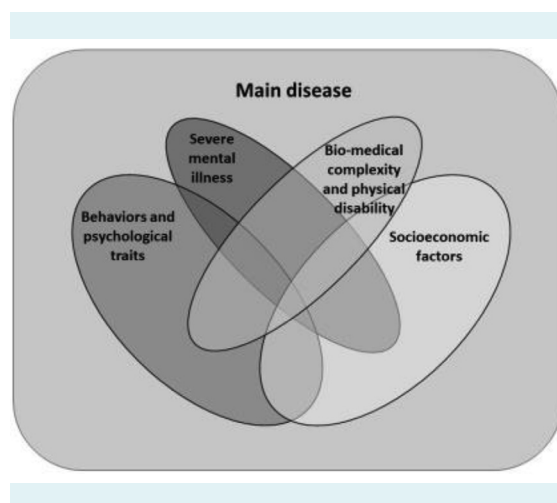 Main disease
Severe
mental
illness
Bio-medical
complexity
and physical
disability
Behaviors and
psychological
traits
Socioeconomic
factors